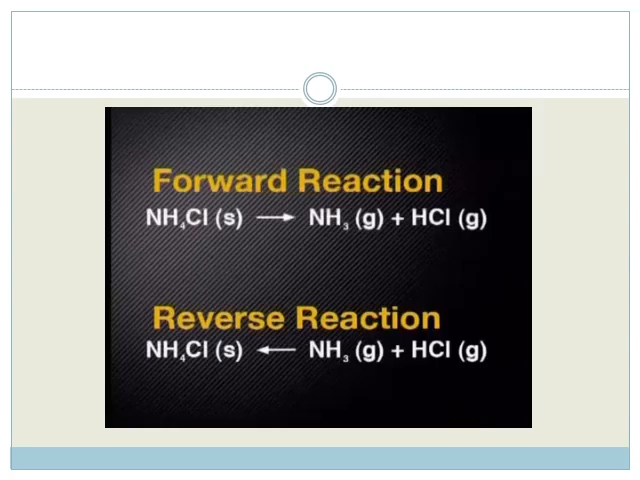 Forward Reaction
NH₄Cl (s) → NH₃ (g) + HCl (g)
Reverse Reaction
NH₄Cl (s) ← NH₃ (g) + HCl (g)